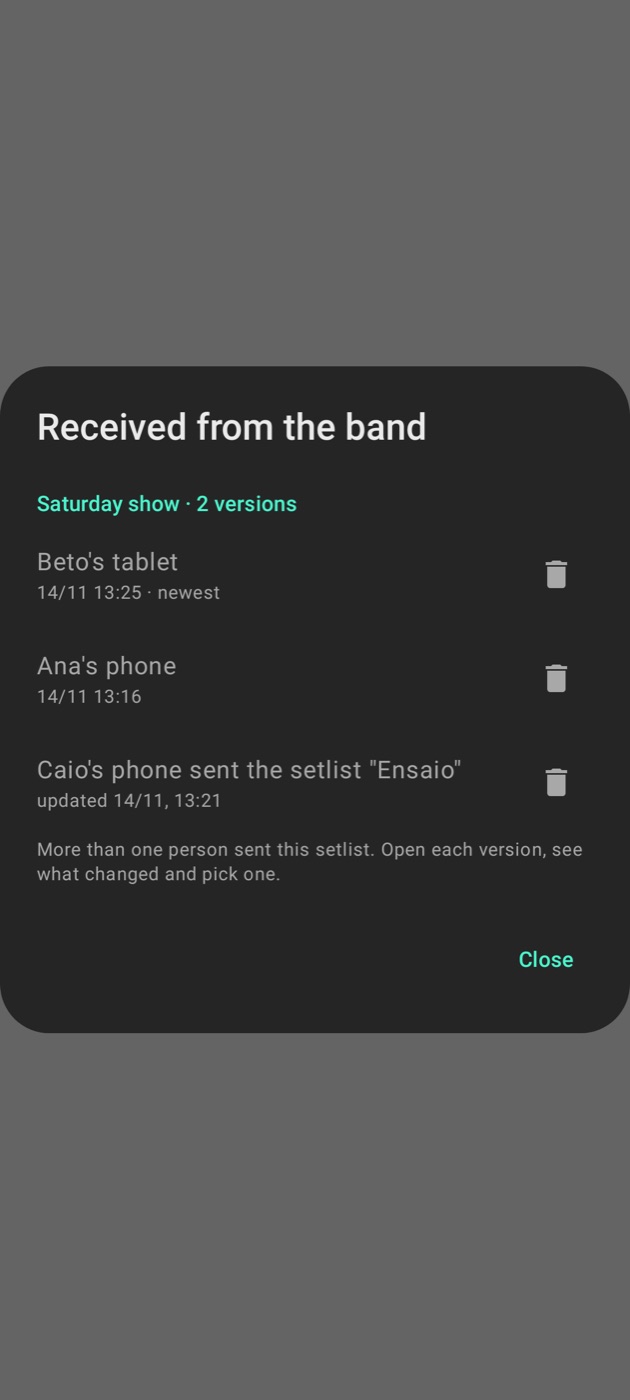 Received from the band
Saturday show · 2 versions
Beto's tablet
14/11 13:25 · newest
Ana's phone
14/11 13:16
Caio's phone sent the setlist "Ensaio"
updated 14/11, 13:21
More than one person sent this setlist. Open each version, see
what changed and pick one.
Close